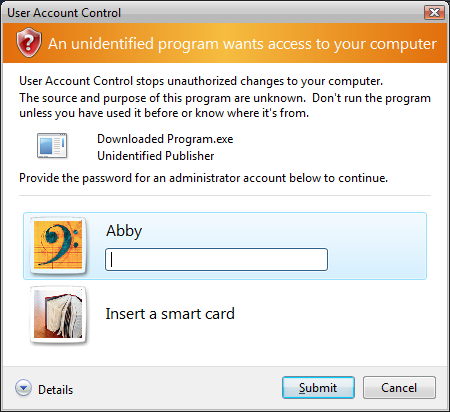 User Account Control
An unidentified program wants access to your computer
User Account Control stops unauthorized changes to your computer.
The source and purpose of this program are unknown. Don't run the program
unless you have used it before or know where it's from.
Downloaded Program.exe
Unidentified Publisher
Provide the password for an administrator account below to continue.
Abby
Insert a smart card
Details
Submit
Cancel